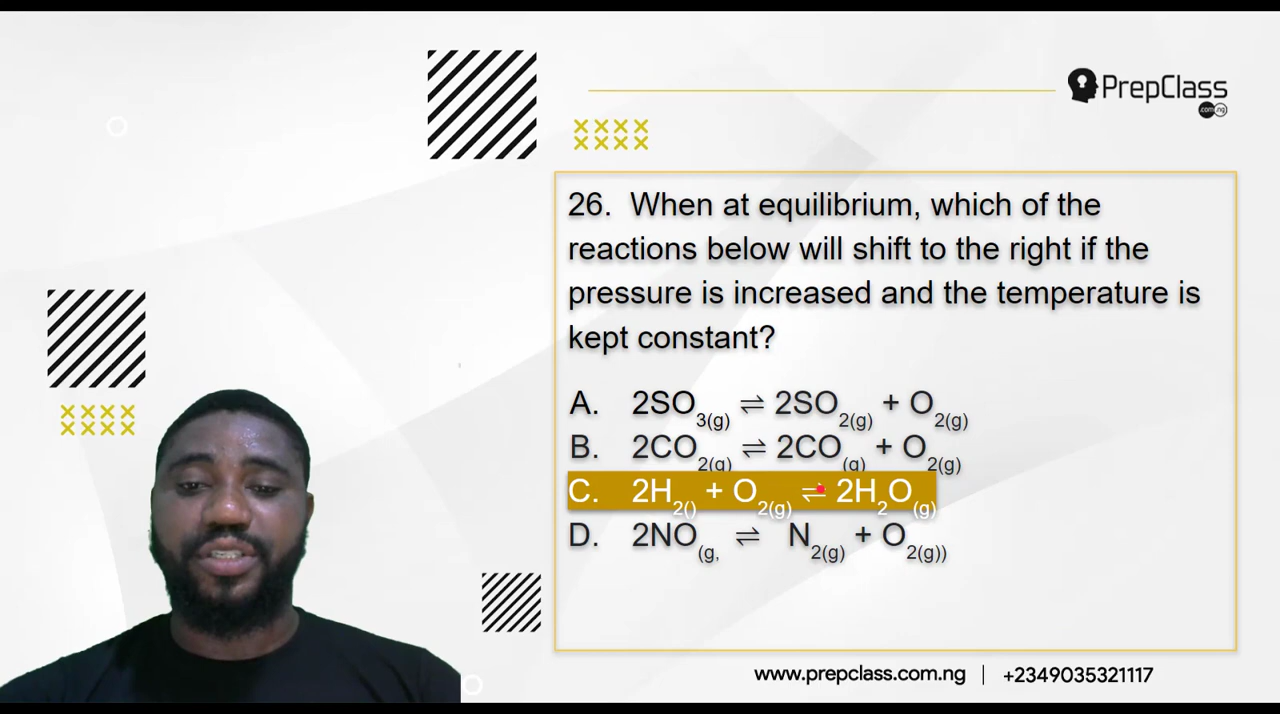 PrepClass
.com.ng
26. When at equilibrium, which of the
reactions below will shift to the right if the
pressure is increased and the temperature is
kept constant?
A. 2SO3(g) ⇌ 2SO2(g) + O2(g)
B. 2CO2(g) ⇌ 2CO(g) + O2(g)
C. 2H2() + O2(g) ⇌ 2H2O(g)
D. 2NO(g, ⇌ N2(g) + O2(g))
www.prepclass.com.ng | +2349035321117